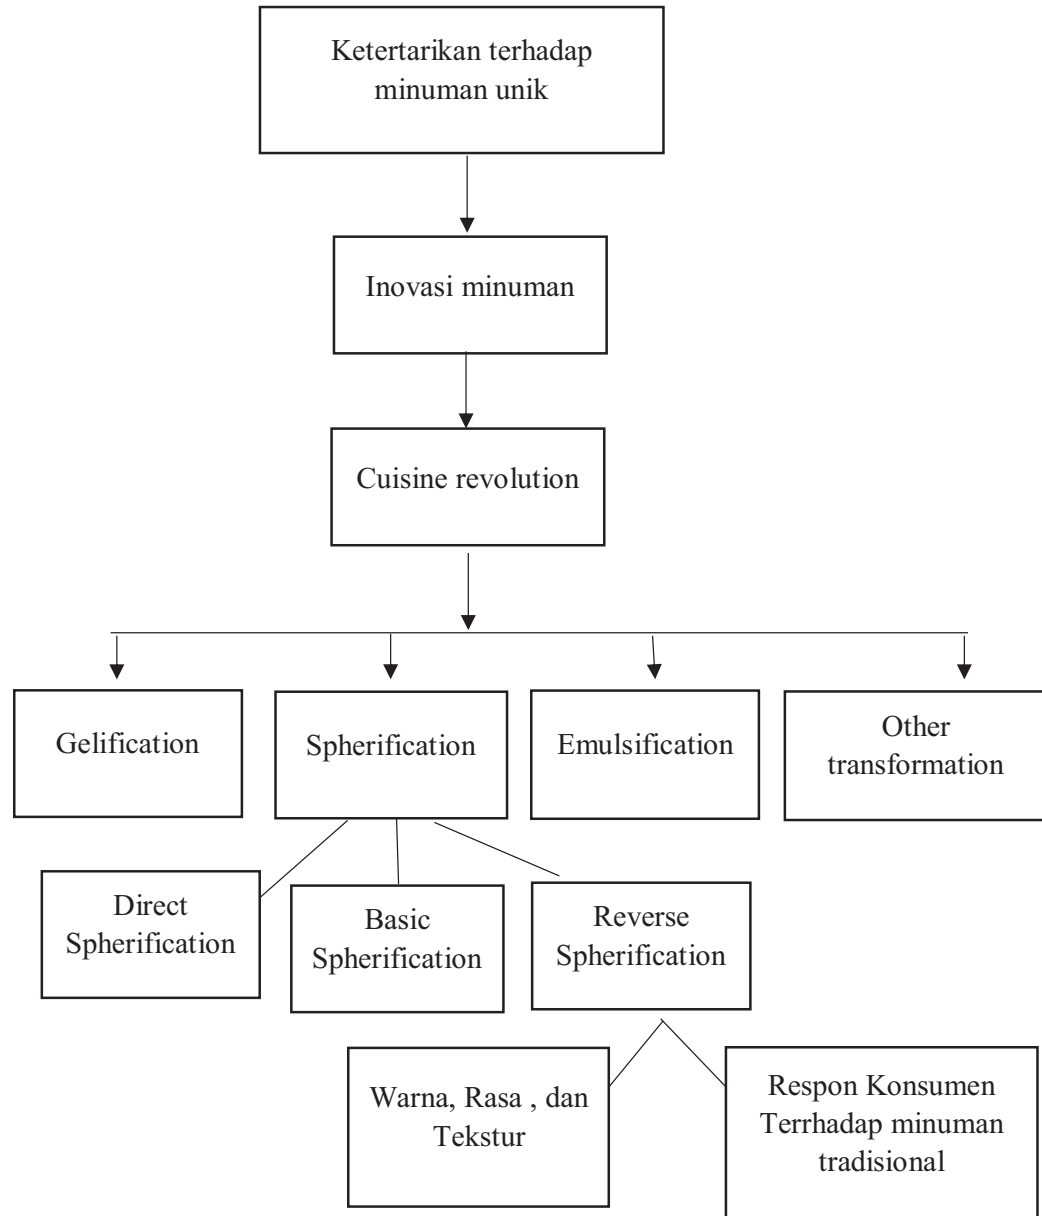 Ketertarikan terhadap
minuman unik
Inovasi minuman
Cuisine revolution
Gelification
Spherification
Emulsification
Other
transformation
Direct
Spherification
Basic
Spherification
Reverse
Spherification
Warna, Rasa , dan
Tekstur
Respon Konsumen
Terrhadap minuman
tradisional